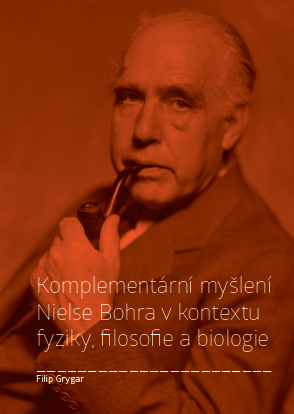 Komplementární myšlení
Nielse Bohra v kontextu
fyziky, filosofie a biologie
Filip Grygar